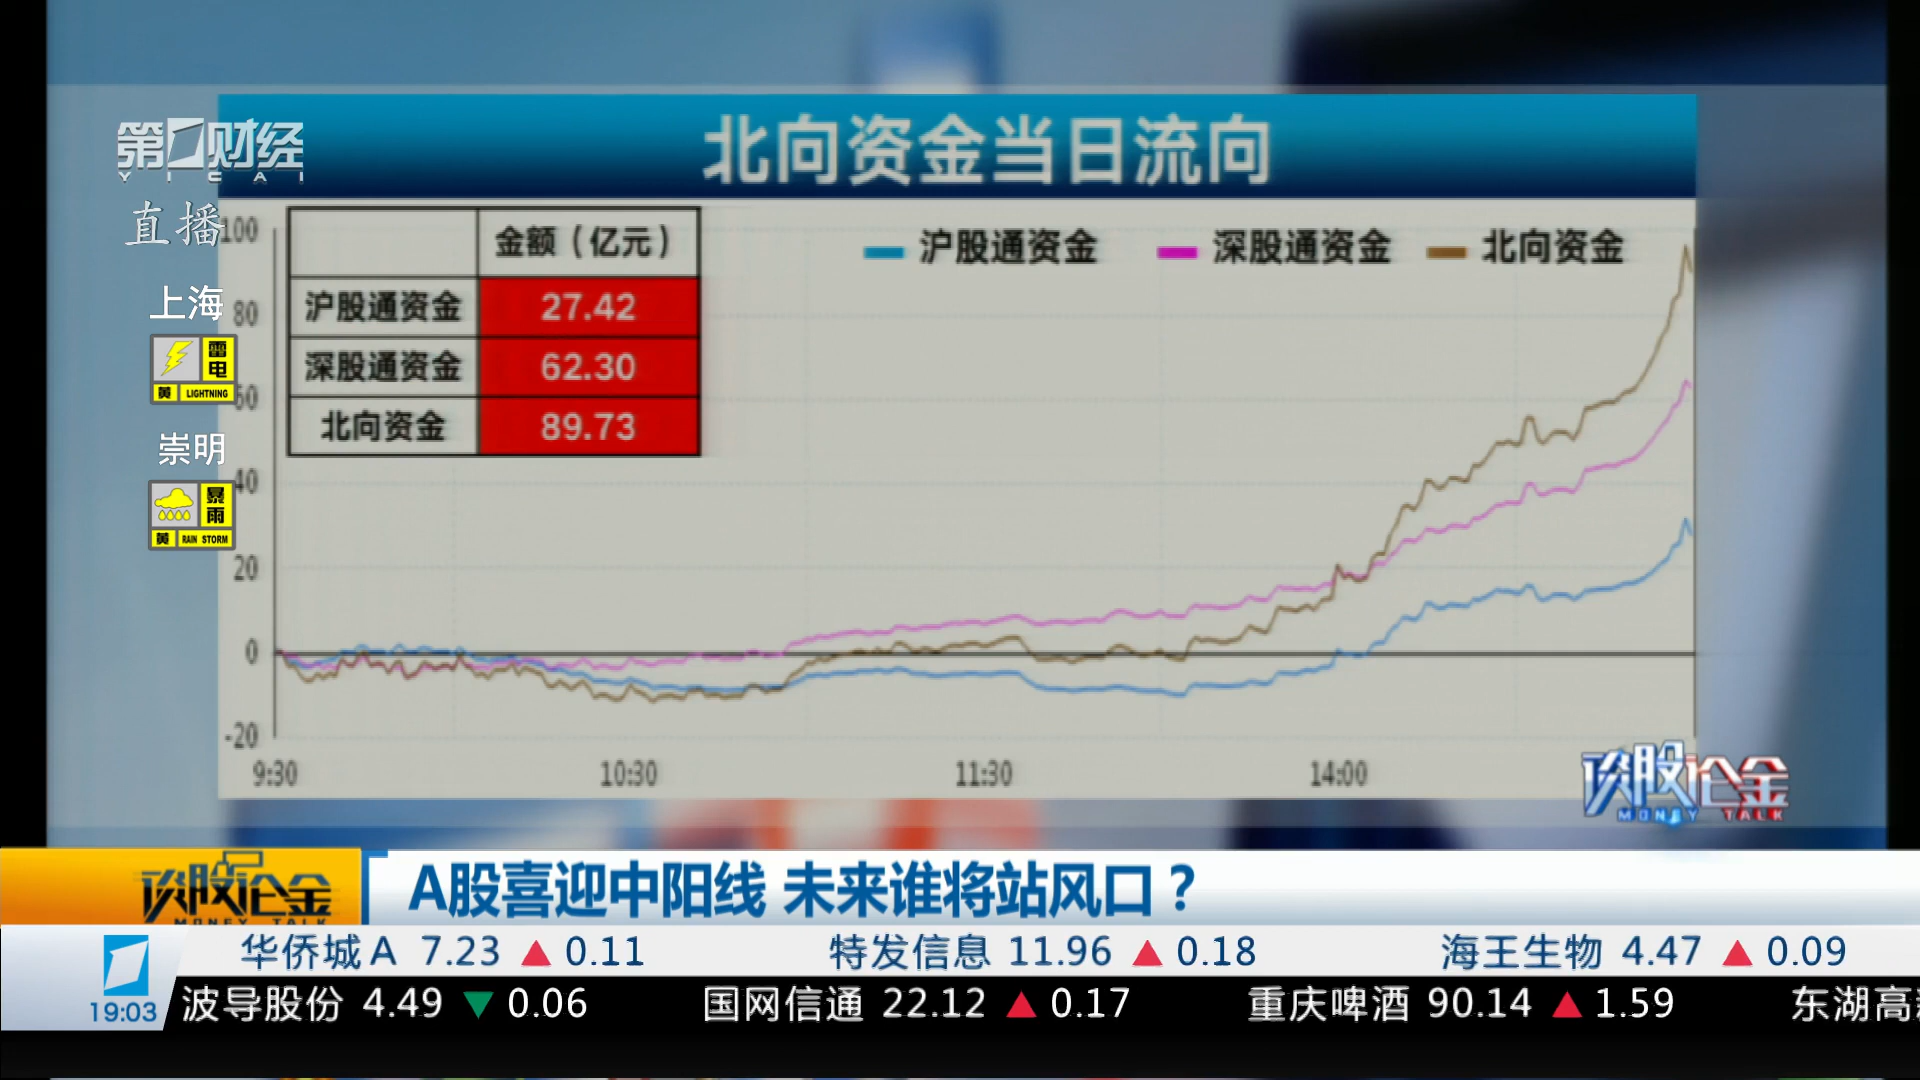 北向资金当日流向
第1财经
YICAI
直播
上海
雷电
黄 LIGHTNING
崇明
暴雨
黄 RAIN STORM
金额（亿元）
沪股通资金 27.42
深股通资金 62.30
北向资金 89.73
沪股通资金 深股通资金 北向资金
100
80
60
40
20
0
-20
9:30 10:30 11:30 14:00
谈股论金
MONEY TALK
谈股论金
MONEY TALK
A股喜迎中阳线 未来谁将站风口？
华侨城A 7.23 ▲ 0.11 特发信息 11.96 ▲ 0.18 海王生物 4.47 ▲ 0.09
19:03
波导股份 4.49 ▼ 0.06 国网信通 22.12 ▲ 0.17 重庆啤酒 90.14 ▲ 1.59 东湖高